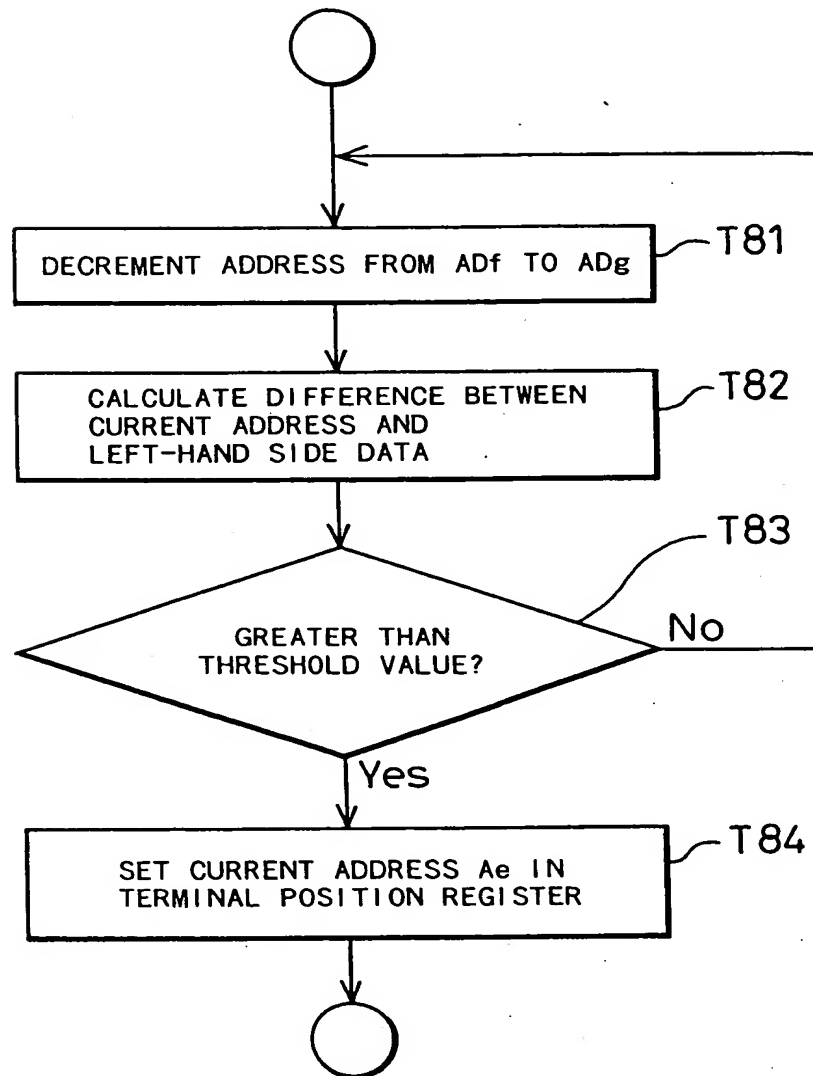 DECREMENT ADDRESS FROM ADf TO ADg
T81
CALCULATE DIFFERENCE BETWEEN
CURRENT ADDRESS AND
LEFT-HAND SIDE DATA
T82
T83
GREATER THAN
THRESHOLD VALUE?
No
Yes
SET CURRENT ADDRESS Ae IN
TERMINAL POSITION REGISTER
T84